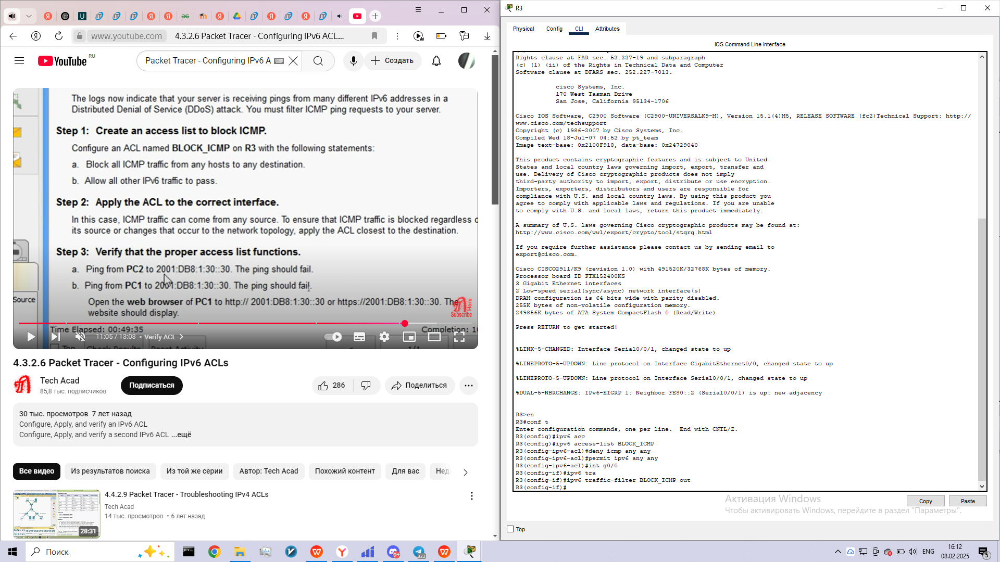 www.youtube.com
4.3.2.6 Packet Tracer - Configuring IPv6 ACL...
YouTube
RU
Packet Tracer - Configuring IPv6 A
Создать
The logs now indicate that your server is receiving pings from many different IPv6 addresses in a
Distributed Denial of Service (DDoS) attack. You must filter ICMP ping requests to your server.
Step 1: Create an access list to block ICMP.
Configure an ACL named BLOCK_ICMP on R3 with the following statements:
a. Block all ICMP traffic from any hosts to any destination.
b. Allow all other IPv6 traffic to pass.
Step 2: Apply the ACL to the correct interface.
In this case, ICMP traffic can come from any source. To ensure that ICMP traffic is blocked regardless o
its source or changes that occur to the network topology, apply the ACL closest to the destination.
Step 3: Verify that the proper access list functions.
a. Ping from PC2 to 2001:DB8:1:30::30. The ping should fail.
b. Ping from PC1 to 2001:DB8:1:30::30. The ping should fail.
Source
Open the web browser of PC1 to http:// 2001:DB8:1:30::30 or https://2001:DB8:1:30::30. The
website should display.
Subscribe
Here
Time Elapsed: 00:49:35
Completion: 1
11:05 / 13:03 • Verify ACL
Top
Check Results
Reset Activity
1/1
4.3.2.6 Packet Tracer - Configuring IPv6 ACLs
Tech Acad
85,8 тыс. подписчиков
Подписаться
286
Поделиться
30 тыс. просмотров 7 лет назад
Configure, Apply, and verify an IPv6 ACL
Configure, Apply, and verify a second IPv6 ACL ...ещё
Все видео
Из результатов поиска
Из той же серии
Автор: Tech Acad
Похожий контент
Для вас
Нед
4.4.2.9 Packet Tracer - Troubleshooting IPv4 ACLs
Tech Acad
14 тыс. просмотров • 6 лет назад
28:31
R3
Physical
Config
CLI
Attributes
IOS Command Line Interface
Rights clause at FAR sec. 52.227-19 and subparagraph
(c) (1) (ii) of the Rights in Technical Data and Computer
Software clause at DFARS sec. 252.227-7013.
cisco Systems, Inc.
170 West Tasman Drive
San Jose, California 95134-1706
Cisco IOS Software, C2900 Software (C2900-UNIVERSALK9-M), Version 15.1(4)M5, RELEASE SOFTWARE (fc2)Technical Support: http://
www.cisco.com/techsupport
Copyright (c) 1986-2007 by Cisco Systems, Inc.
Compiled Wed 18-Jul-07 04:52 by pt_team
Image text-base: 0x2100F918, data-base: 0x24729040
This product contains cryptographic features and is subject to United
States and local country laws governing import, export, transfer and
use. Delivery of Cisco cryptographic products does not imply
third-party authority to import, export, distribute or use encryption.
Importers, exporters, distributors and users are responsible for
compliance with U.S. and local country laws. By using this product you
agree to comply with applicable laws and regulations. If you are unable
to comply with U.S. and local laws, return this product immediately.
A summary of U.S. laws governing Cisco cryptographic products may be found at:
http://www.cisco.com/wwl/export/crypto/tool/stqrg.html
If you require further assistance please contact us by sending email to
export@cisco.com.
Cisco CISCO2911/K9 (revision 1.0) with 491520K/32768K bytes of memory.
Processor board ID FTX152400KS
3 Gigabit Ethernet interfaces
2 Low-speed serial(sync/async) network interface(s)
DRAM configuration is 64 bits wide with parity disabled.
255K bytes of non-volatile configuration memory.
249856K bytes of ATA System CompactFlash 0 (Read/Write)
Press RETURN to get started!
%LINK-5-CHANGED: Interface Serial0/0/1, changed state to up
%LINEPROTO-5-UPDOWN: Line protocol on Interface GigabitEthernet0/0, changed state to up
%LINEPROTO-5-UPDOWN: Line protocol on Interface Serial0/0/1, changed state to up
%DUAL-5-NBRCHANGE: IPv6-EIGRP 1: Neighbor FE80::2 (Serial0/0/1) is up: new adjacency
R3>en
R3#conf t
Enter configuration commands, one per line. End with CNTL/Z.
R3(config)#ipv6 acc
R3(config)#ipv6 access-list BLOCK_ICMP
R3(config-ipv6-acl)#deny icmp any any
R3(config-ipv6-acl)#permit ipv6 any any
R3(config-ipv6-acl)#int g0/0
R3(config-if)#ipv6 tra
R3(config-if)#ipv6 traffic-filter BLOCK_ICMP out
R3(config-if)#
Активация Windows
Чтобы активировать Windows, перейдите в раздел "Параметры".
Copy
Paste
Top
Поиск
9+
322
ENG
16:12
08.02.2025
5